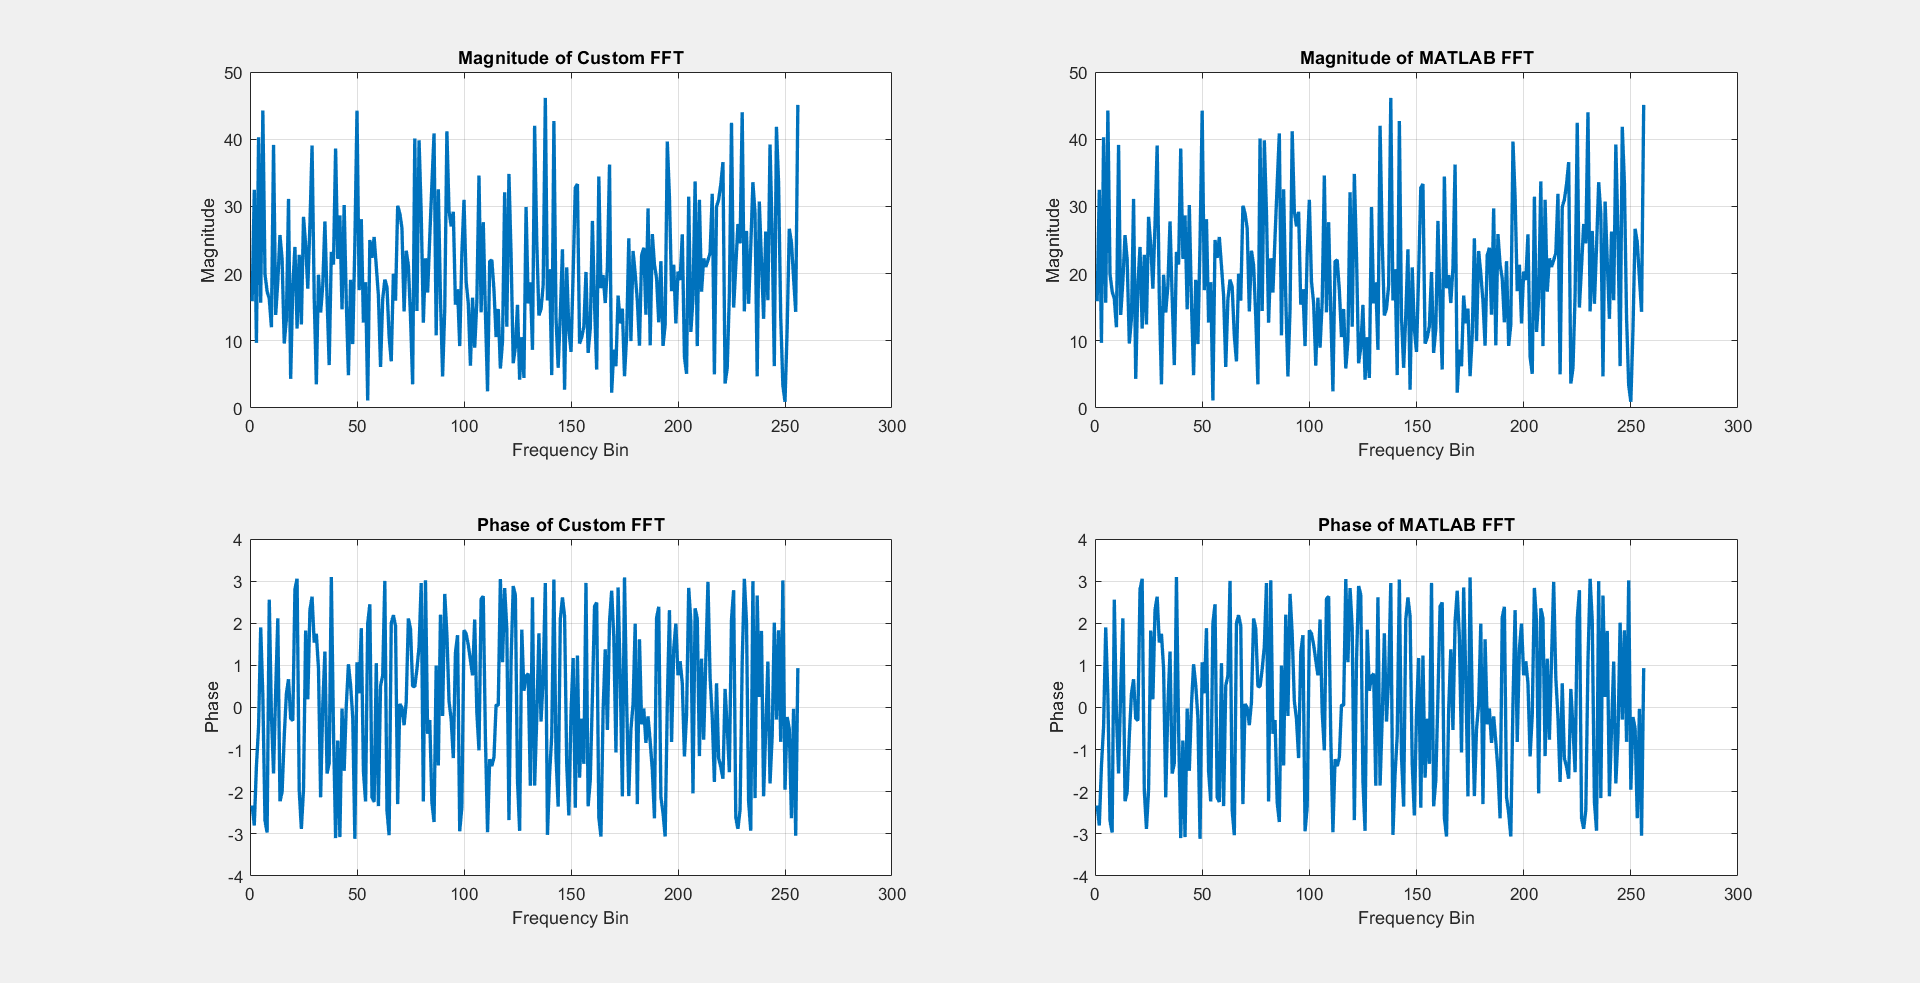 Magnitude of Custom FFT
50
40
30
20
10
0
Magnitude
0 50 100 150 200 250 300
Frequency Bin
Magnitude of MATLAB FFT
50
40
30
20
10
0
Magnitude
0 50 100 150 200 250 300
Frequency Bin
Phase of Custom FFT
4
3
2
1
0
-1
-2
-3
-4
Phase
0 50 100 150 200 250 300
Frequency Bin
Phase of MATLAB FFT
4
3
2
1
0
-1
-2
-3
-4
Phase
0 50 100 150 200 250 300
Frequency Bin